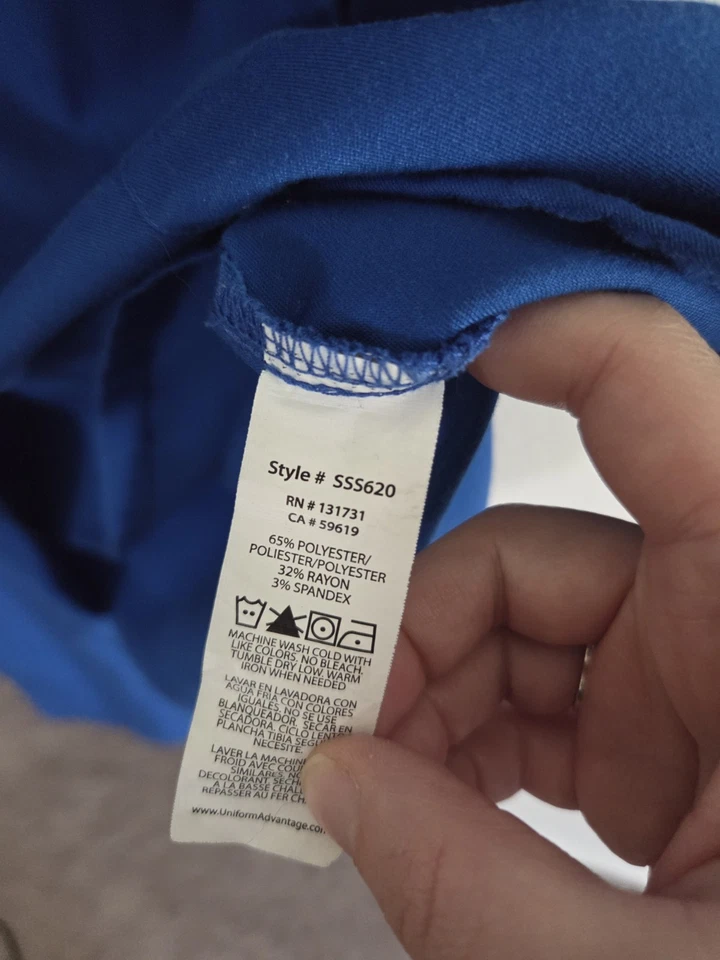 Style # SSS620
RN # 131731
CA # 59619
65% POLYESTER/
POLIESTER/POLYESTER
32% RAYON
3% SPANDEX
MACHINE WASH COLD WITH
LIKE COLORS. NO BLEACH.
TUMBLE DRY LOW. WARM
IRON WHEN NEEDED
LAVAR EN LAVADORA CON
AGUA FRIA CON COLORES
IGUALES. NO SE USE
BLANQUEADOR. SECAR EN
SECADORA. CICLO
PLANCHA TIBIA
NECESITE.
LAVER LA
FROID AVEC
SIMILAIRES.
DECOLORANT.
A LA BASSE
REPASSER AU FER
www.UniformAdvantage.co